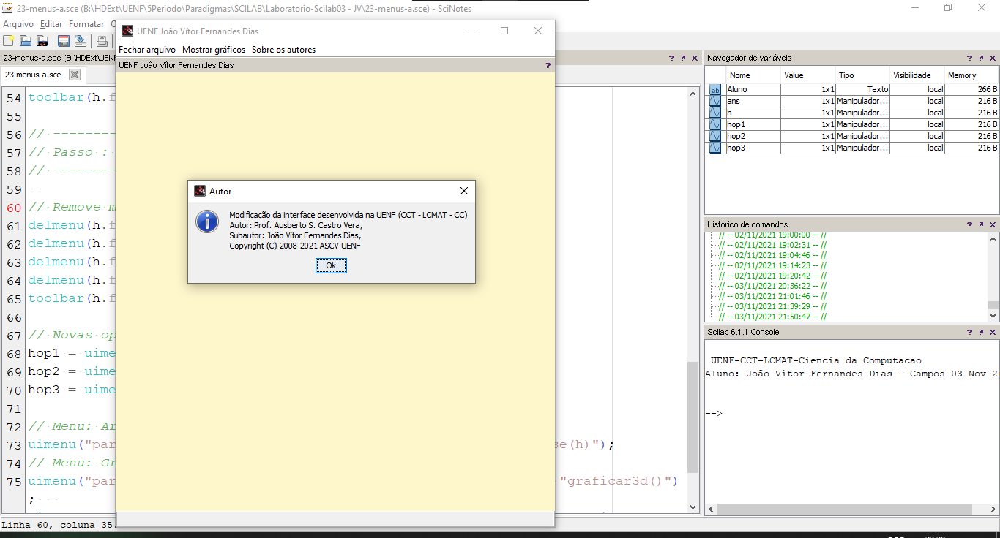 23-menus-a.sce (B:\HDExt\UENF\5Periodo\Paradigmas\SCILAB\Laboratorio-Scilab03 - JV\23-menus-a.sce) - SciNotes
Arquivo Editar Formatar
23-menus-a.sce (B:\HDExt\UENF
23-menus-a.sce
54 toolbar(h.f
55
56 // ---------
57 // Passo :
58 // ---------
59
60 // Remove m
61 delmenu(h.f
62 delmenu(h.f
63 delmenu(h.f
64 delmenu(h.f
65 toolbar(h.f
66
67 // Novas op
68 hop1 = uime
69 hop2 = uime
70 hop3 = uime
71
72 // Menu: Ar
73 uimenu("par se(h)");
74 // Menu: Gr
75 uimenu("par "graficar3d()")
;
Linha 60, coluna 35.
UENF João Vítor Fernandes Dias
Fechar arquivo Mostrar gráficos Sobre os autores
UENF João Vítor Fernandes Dias ?
Autor
Modificação da interface desenvolvida na UENF (CCT - LCMAT - CC)
Autor: Prof. Ausberto S. Castro Vera,
Subautor: João Vítor Fernandes Dias,
Copyright (C) 2008-2021 ASCV-UENF
Ok
Navegador de variáveis
Nome Value Tipo Visibilidade Memory
Aluno 1x1 Texto local 266 B
ans 1x1 Manipulador... local 216 B
h 1x1 Manipulador... local 216 B
hop1 1x1 Manipulador... local 216 B
hop2 1x1 Manipulador... local 216 B
hop3 1x1 Manipulador... local 216 B
Histórico de comandos
// -- 02/11/2021 19:00:00 -- //
// -- 02/11/2021 19:02:31 -- //
// -- 02/11/2021 19:04:46 -- //
// -- 02/11/2021 19:14:23 -- //
// -- 02/11/2021 19:20:42 -- //
// -- 03/11/2021 20:36:22 -- //
// -- 03/11/2021 21:01:46 -- //
// -- 03/11/2021 21:39:29 -- //
// -- 03/11/2021 21:50:47 -- //
Scilab 6.1.1 Console
UENF-CCT-LCMAT-Ciencia da Computacao
Aluno: João Vítor Fernandes Dias - Campos 03-Nov-20
-->